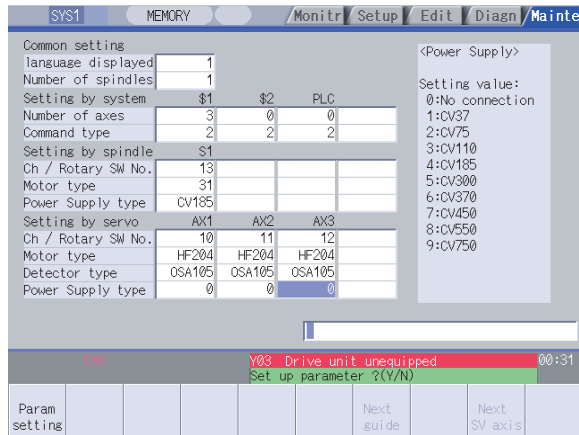 SYS1 MEMORY Monitr Setup Edit Diagn Mainte
Common setting
language displayed 1
Number of spindles 1
Setting by system $1 $2 PLC
Number of axes 3 0 0
Command type 2 2 2
Setting by spindle S1
Ch / Rotary SW No. 13
Motor type 31
Power Supply type CV185
Setting by servo AX1 AX2 AX3
Ch / Rotary SW No. 10 11 12
Motor type HF204 HF204 HF204
Detector type OSA105 OSA105 OSA105
Power Supply type 0 0 0
<Power Supply>
Setting value:
0:No connection
1:CV37
2:CV75
3:CV110
4:CV185
5:CV300
6:CV370
7:CV450
8:CV550
9:CV750
Y03 Drive unit unequipped 00:31
Set up parameter ?(Y/N)
Param setting
Next guide
Next SV axis